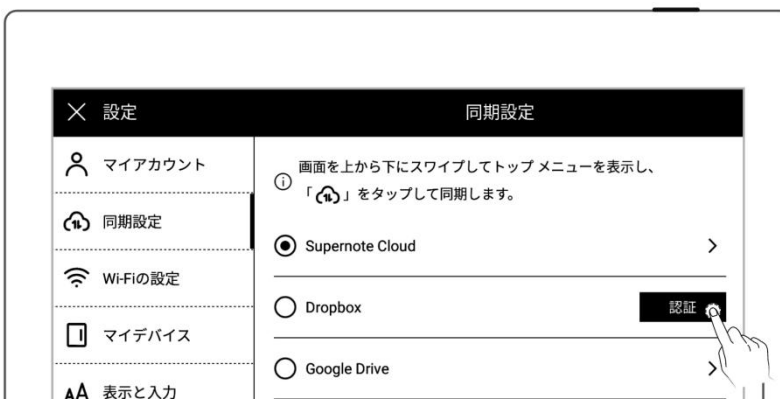 設定
同期設定
マイアカウント
画面を上から下にスワイプしてトップ メニューを表示し、
「」をタップして同期します。
同期設定
Supernote Cloud
Wi-Fiの設定
Dropbox
認証
マイデバイス
Google Drive
AA 表示と入力